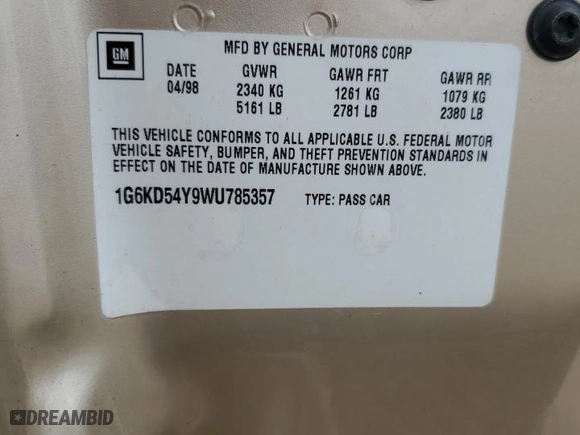 GM
MFD BY GENERAL MOTORS CORP
DATE GVWR GAWR FRT GAWR RR
04/98 2340 KG 1261 KG 1079 KG
5161 LB 2781 LB 2380 LB
THIS VEHICLE CONFORMS TO ALL APPLICABLE U.S. FEDERAL MOTOR
VEHICLE SAFETY, BUMPER, AND THEFT PREVENTION STANDARDS IN
EFFECT ON THE DATE OF MANUFACTURE SHOWN ABOVE.
1G6KD54Y9WU785357 TYPE: PASS CAR
DREAMBID